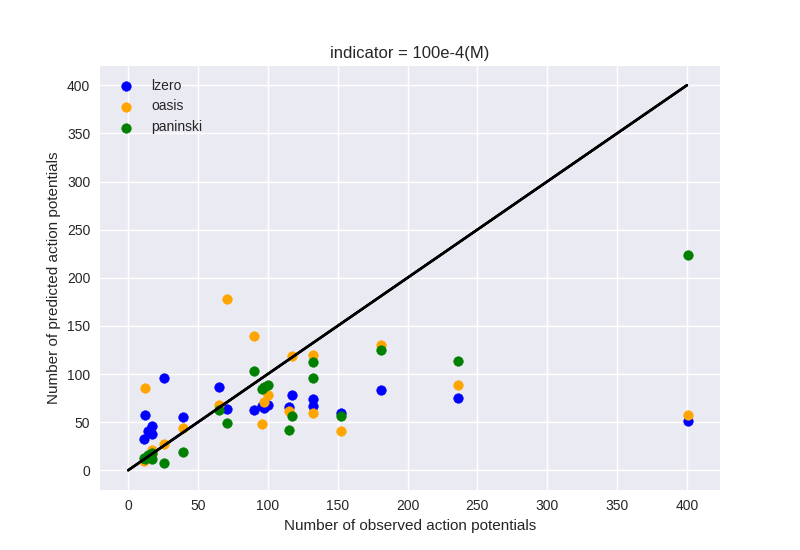 indicator = 100e-4(M)
lzero
oasis
paninski
400
350
300
250
200
150
100
50
0
Number of predicted action potentials
0 50 100 150 200 250 300 350 400
Number of observed action potentials